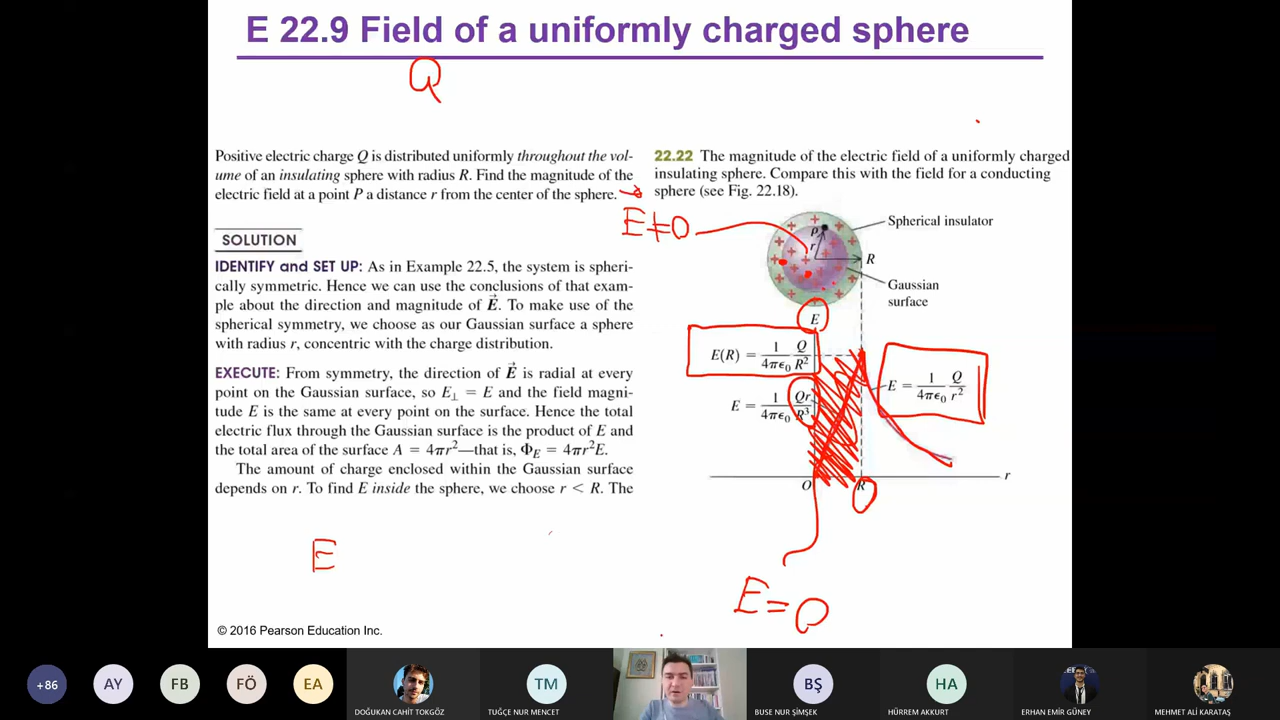 E 22.9 Field of a uniformly charged sphere
Q
Positive electric charge Q is distributed uniformly throughout the vol-
ume of an insulating sphere with radius R. Find the magnitude of the
electric field at a point P a distance r from the center of the sphere.
SOLUTION
IDENTIFY and SET UP: As in Example 22.5, the system is spheri-
cally symmetric. Hence we can use the conclusions of that exam-
ple about the direction and magnitude of E⃗. To make use of the
spherical symmetry, we choose as our Gaussian surface a sphere
with radius r, concentric with the charge distribution.
EXECUTE: From symmetry, the direction of E⃗ is radial at every
point on the Gaussian surface, so E⊥ = E and the field magni-
tude E is the same at every point on the surface. Hence the total
electric flux through the Gaussian surface is the product of E and
the total area of the surface A = 4πr²—that is, Φ_E = 4πr²E.
The amount of charge enclosed within the Gaussian surface
depends on r. To find E inside the sphere, we choose r < R. The
E
22.22 The magnitude of the electric field of a uniformly charged
insulating sphere. Compare this with the field for a conducting
sphere (see Fig. 22.18).
E≠0
Spherical insulator
P
r
R
Gaussian
surface
E
E(R) = 1/4πϵ₀ Q/R²
E = 1/4πϵ₀ Qr/R³
E = 1/4πϵ₀ Q/r²
O
R
r
E=0
© 2016 Pearson Education Inc.
+86
AY
FB
FÖ
EA
DOĞUKAN CAHİT TOKGÖZ
TM
TUĞÇE NUR MENCET
BŞ
BUSE NUR ŞİMŞEK
HA
HÜRREM AKKURT
ERHAN EMİR GÜNEY
MEHMET ALİ KARATAŞ